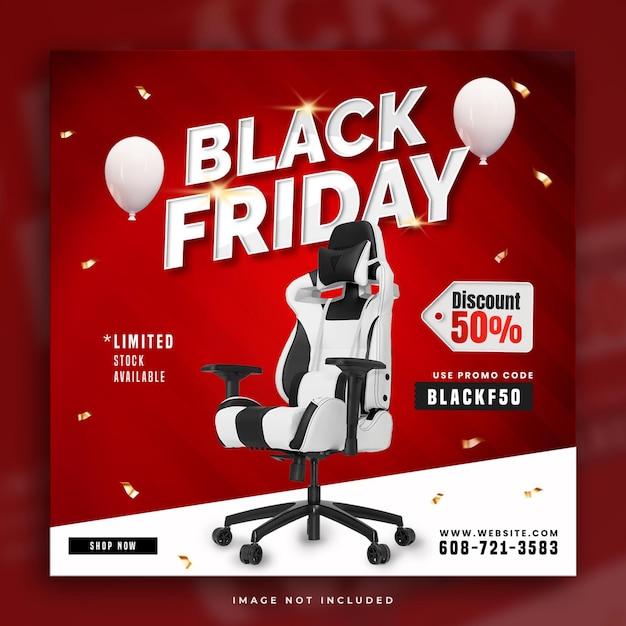 BLACK
FRIDAY
*LIMITED
STOCK
AVAILABLE
Discount
50%
USE PROMO CODE
BLACKF50
SHOP NOW
WWW.WEBSITE.COM
608-721-3583
IMAGE NOT INCLUDED